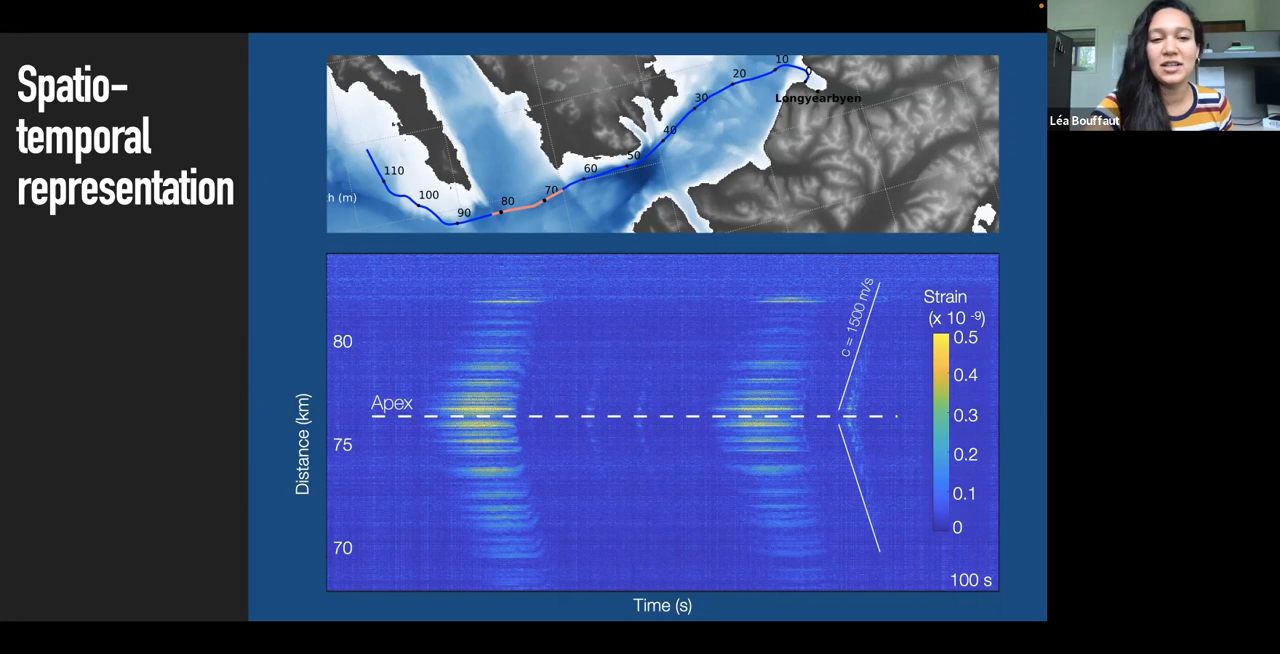 Spatio-
temporal
representation
10
0
20
Longyearbyen
30
40
50
60
70
80
90
100
110
h (m)
80
75
70
Distance (km)
Apex
c = 1500 m/s
Strain
(x 10 -9)
0.5
0.4
0.3
0.2
0.1
0
100 s
Time (s)
Léa Bouffaut